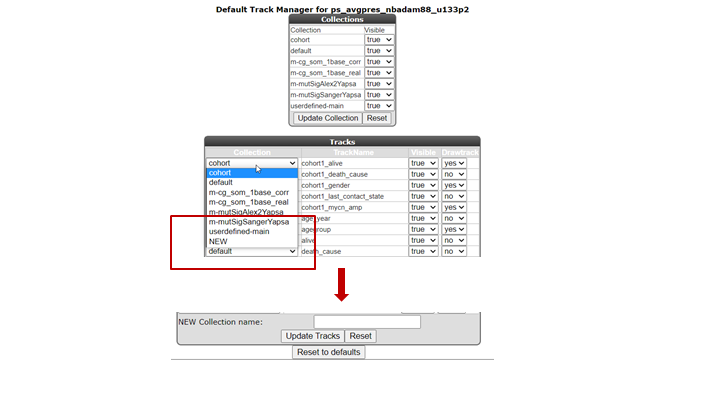 Default Track Manager for ps_avgpres_nbadam88_u133p2
Collections
Collection Visible
cohort true
default true
m-cg_som_1base_corr true
m-cg_som_1base_real true
m-mutSigAlex2Yapsa true
m-mutSigSangerYapsa true
userdefined-main true
Update Collection Reset
Tracks
Collection TrackName Visible Drawtrack
cohort cohort1_alive true yes
cohort cohort1_death_cause true no
default cohort1_gender true yes
m-cg_som_1base_corr cohort1_last_contact_state true no
m-cg_som_1base_real cohort1_mycn_amp true yes
m-mutSigAlex2Yapsa age_year true no
m-mutSigSangerYapsa agegroup true yes
userdefined-main alive true no
NEW
default death_cause true no
NEW Collection name:
Update Tracks Reset
Reset to defaults